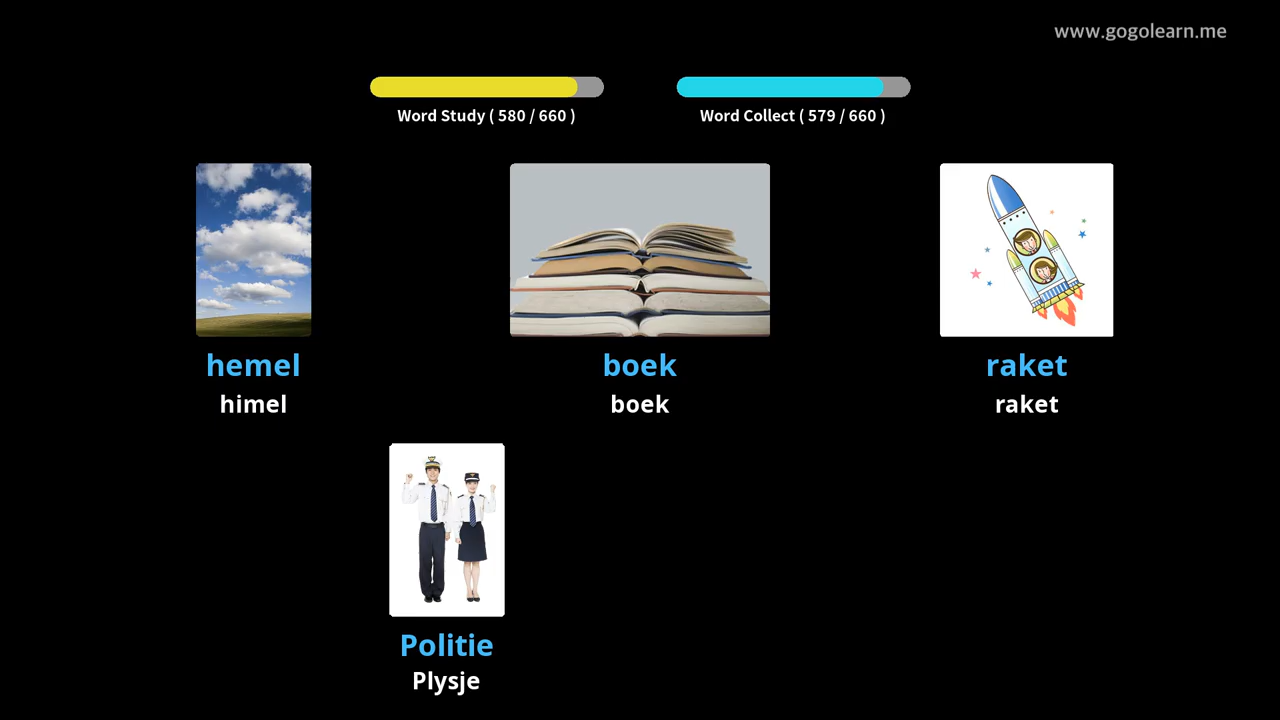 www.gogolearn.me
Word Study ( 580 / 660 )
Word Collect ( 579 / 660 )
hemel
himel
boek
boek
raket
raket
Politie
Plysje